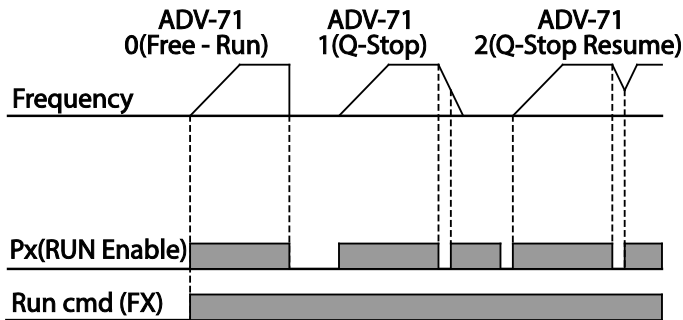 ADV-71
0(Free - Run)
ADV-71
1(Q-Stop)
ADV-71
2(Q-Stop Resume)
Frequency
Px(RUN Enable)
Run cmd (FX)